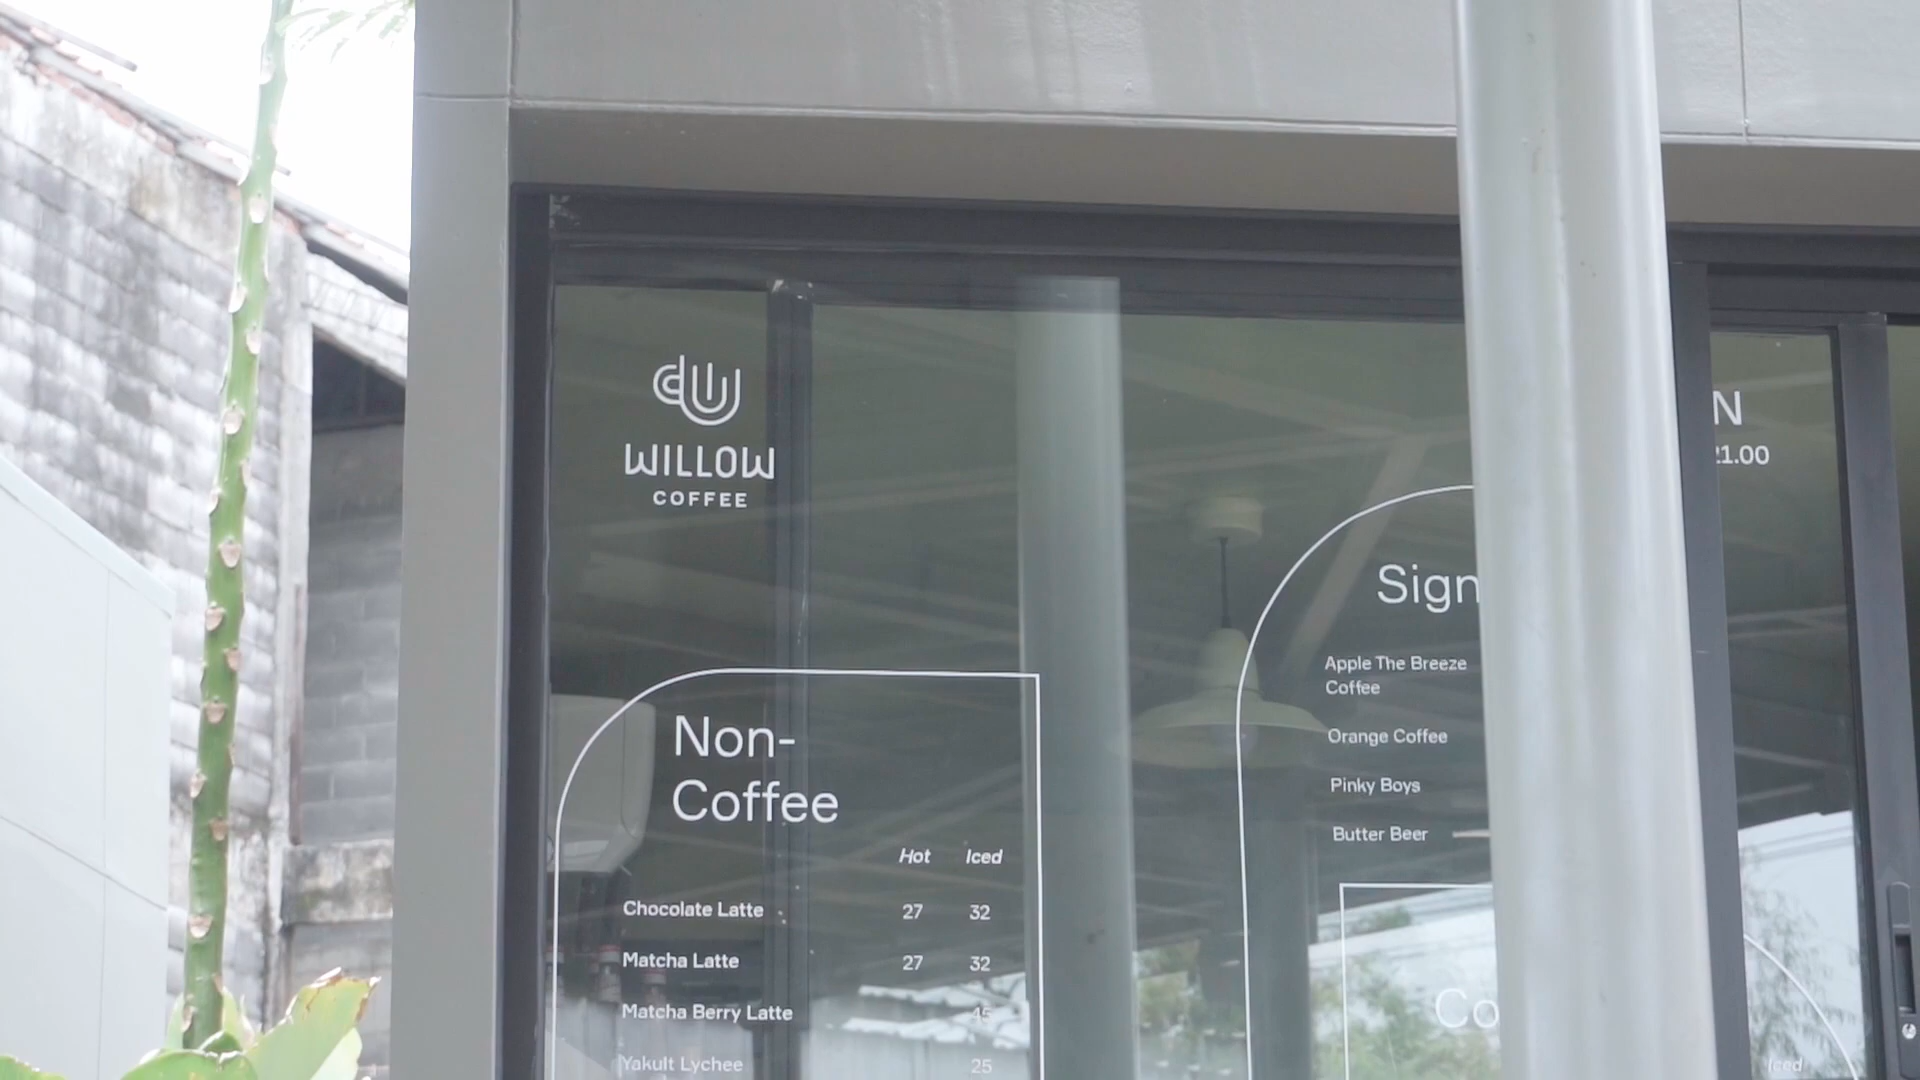 WILLOW
COFFEE
Non-
Coffee
Hot Iced
Chocolate Latte 27 32
Matcha Latte 27 32
Matcha Berry Latte 45
Yakult Lychee 25
Sign
Apple The Breeze
Coffee
Orange Coffee
Pinky Boys
Butter Beer
Co
N
21.00
Iced